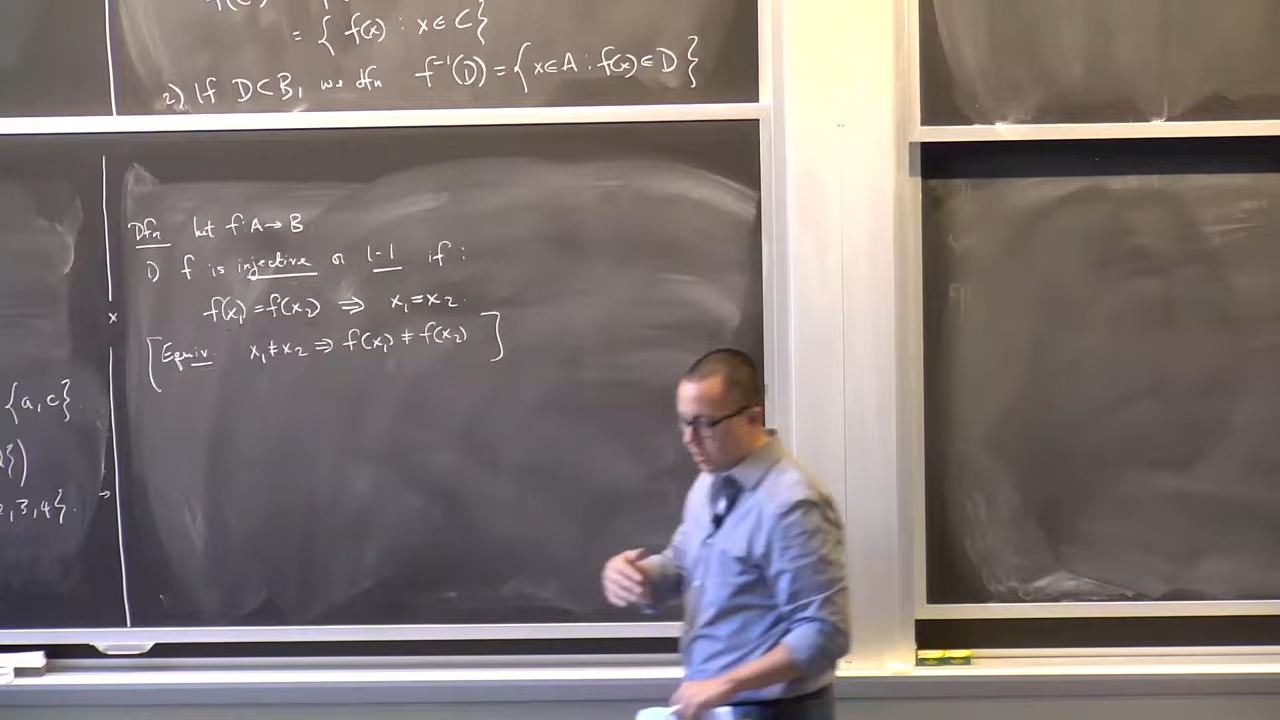 = { f(x) : x ∈ C }
2) If D ⊂ B, we dfn f⁻¹(D) = { x ∈ A : f(x) ∈ D }
Dfn Let f: A → B
1) f is injective or 1-1 if :
f(x₁) = f(x₂) ⇒ x₁ = x₂.
[Equiv. x₁ ≠ x₂ ⇒ f(x₁) ≠ f(x₂) ]
x
{a, c}.
})
,3,4}.